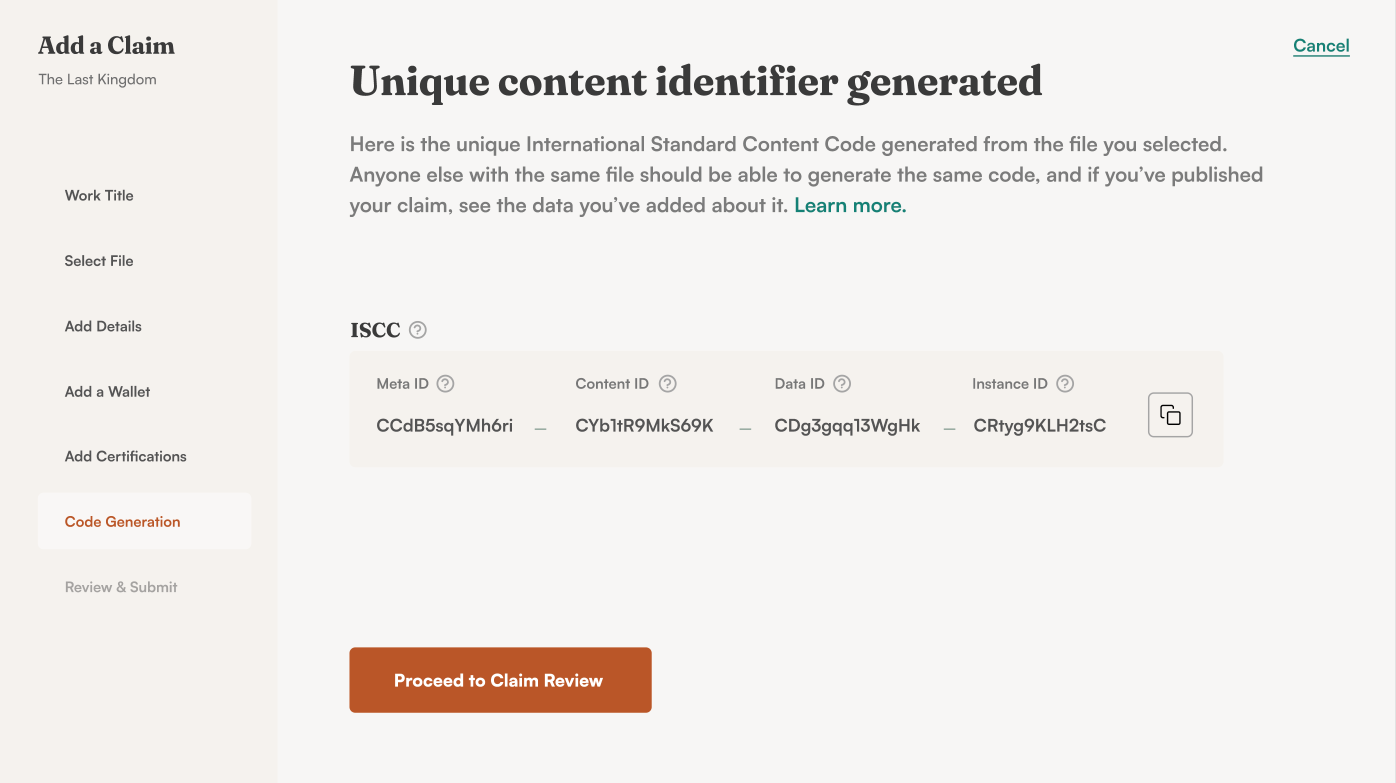 Add a Claim
The Last Kingdom
Work Title
Select File
Add Details
Add a Wallet
Add Certifications
Code Generation
Review & Submit
Cancel
Unique content identifier generated
Here is the unique International Standard Content Code generated from the file you selected.
Anyone else with the same file should be able to generate the same code, and if you’ve published
your claim, see the data you’ve added about it. Learn more.
ISCC ?
Meta ID ? Content ID ? Data ID ? Instance ID ?
CCdB5sqYMh6ri – CYb1tR9MkS69K – CDg3gqq13WgHk – CRtyg9KLH2tsC
Proceed to Claim Review